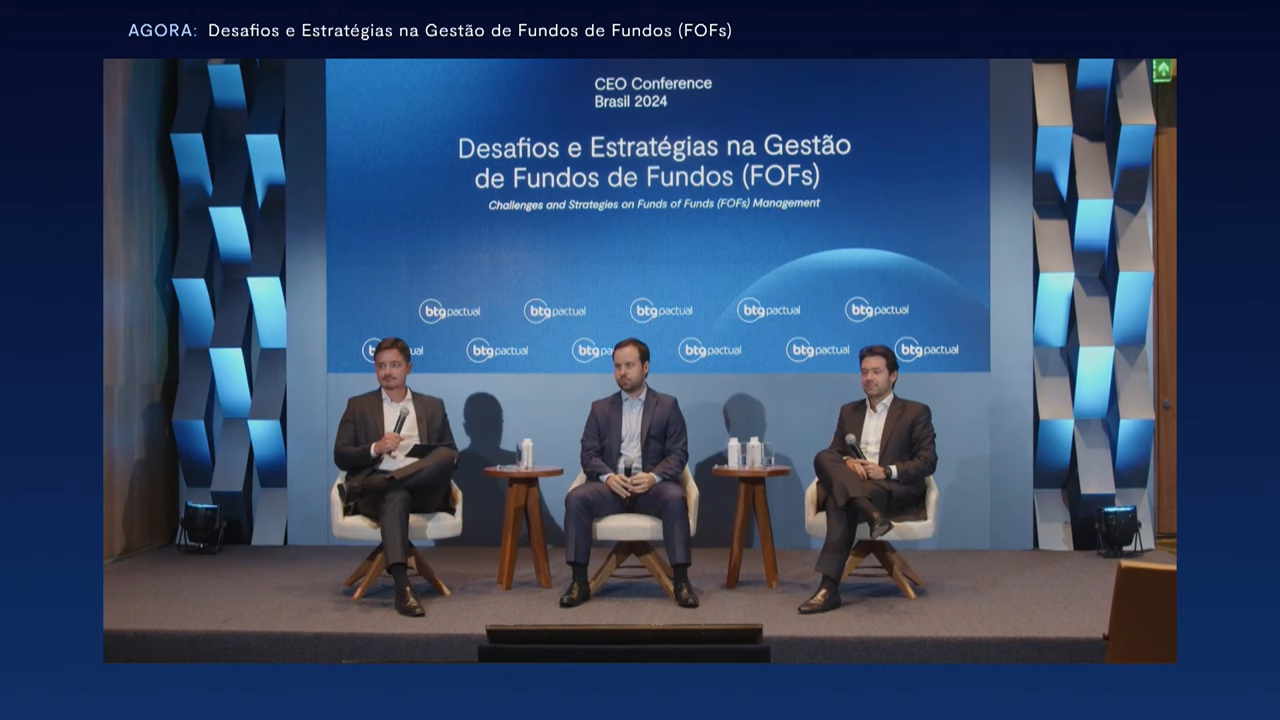 AGORA: Desafios e Estratégias na Gestão de Fundos de Fundos (FOFs)
CEO Conference
Brasil 2024
Desafios e Estratégias na Gestão
de Fundos de Fundos (FOFs)
Challenges and Strategies on Funds of Funds (FOFs) Management
btg pactual btg pactual btg pactual btg pactual btg pactual
btg pactual btg pactual btg pactual btg pactual btg pactual